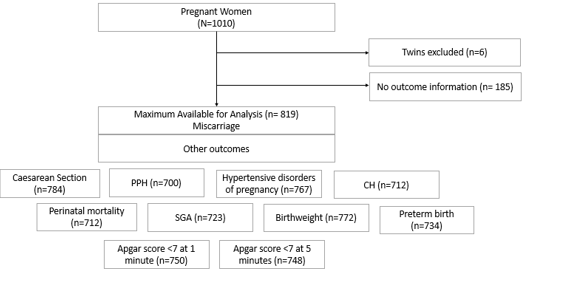 Pregnant Women
(N=1010)
Twins excluded (n=6)
No outcome information (n= 185)
Maximum Available for Analysis (n= 819)
Miscarriage
Other outcomes
Caesarean Section
(n=784)
PPH (n=700)
Hypertensive disorders
of pregnancy (n=767)
CH (n=712)
Perinatal mortality
(n=712)
SGA (n=723)
Birthweight (n=772)
Preterm birth
(n=734)
Apgar score <7 at 1
minute (n=750)
Apgar score <7 at 5
minutes (n=748)